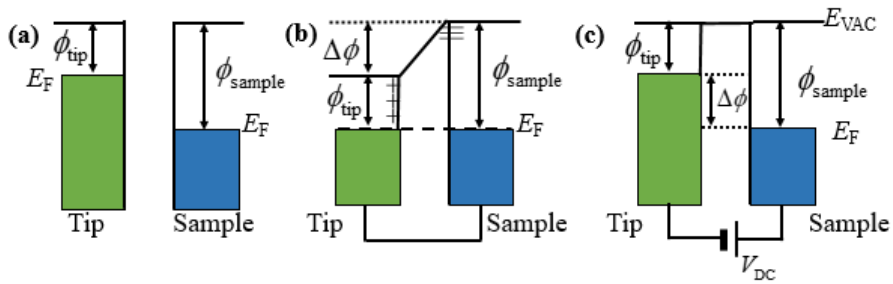 (a)
ϕtip
EF
ϕsample
EF
Tip
Sample
(b)
Δϕ
ϕtip
ϕsample
EF
Tip
Sample
(c)
EVAC
ϕtip
Δϕ
ϕsample
EF
Tip
Sample
VDC